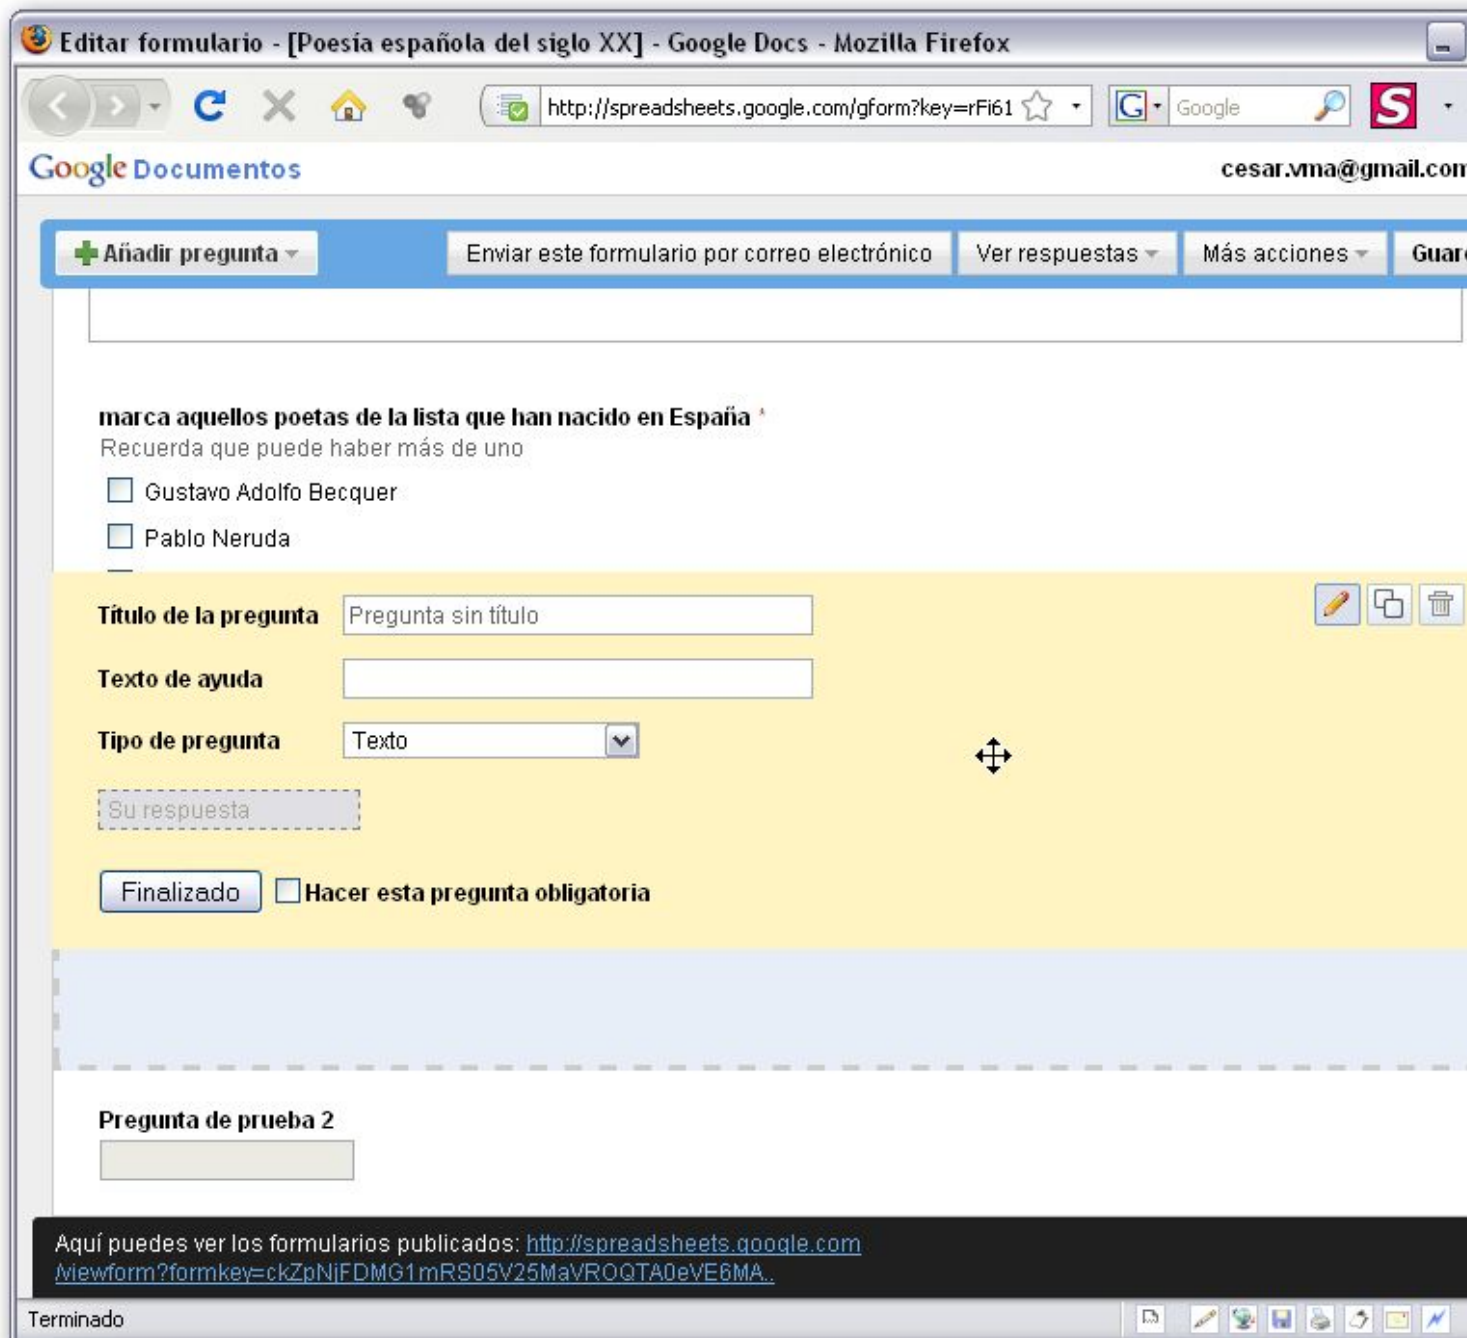 Editar formulario - [Poesía española del siglo XX] - Google Docs - Mozilla Firefox
http://spreadsheets.google.com/gform?key=rFi61
G Google S
Google Documentos cesar.vma@gmail.com
Añadir pregunta Enviar este formulario por correo electrónico Ver respuestas Más acciones Guar
marca aquellos poetas de la lista que han nacido en España *
Recuerda que puede haber más de uno
Gustavo Adolfo Becquer
Pablo Neruda
Título de la pregunta Pregunta sin título
Texto de ayuda
Tipo de pregunta Texto
Su respuesta
Finalizado Hacer esta pregunta obligatoria
Pregunta de prueba 2
Aquí puedes ver los formularios publicados: http://spreadsheets.google.com
/viewform?formkey=ckZpNjFDMG1mRS05V25MaVROQTA0eVE6MA..
Terminado